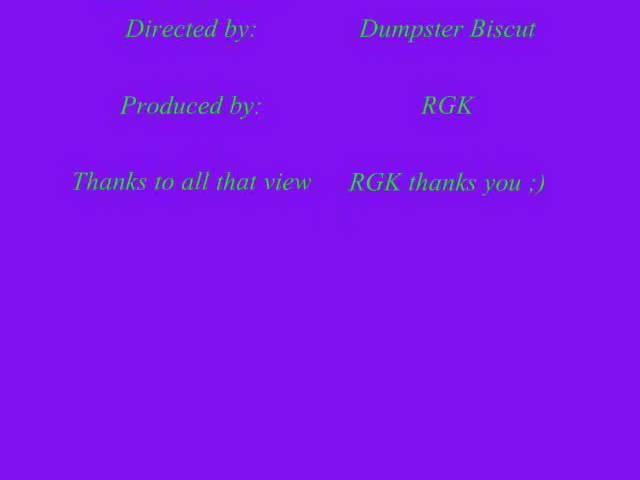 Directed by: Dumpster Biscut
Produced by: RGK
Thanks to all that view RGK thanks you ;)